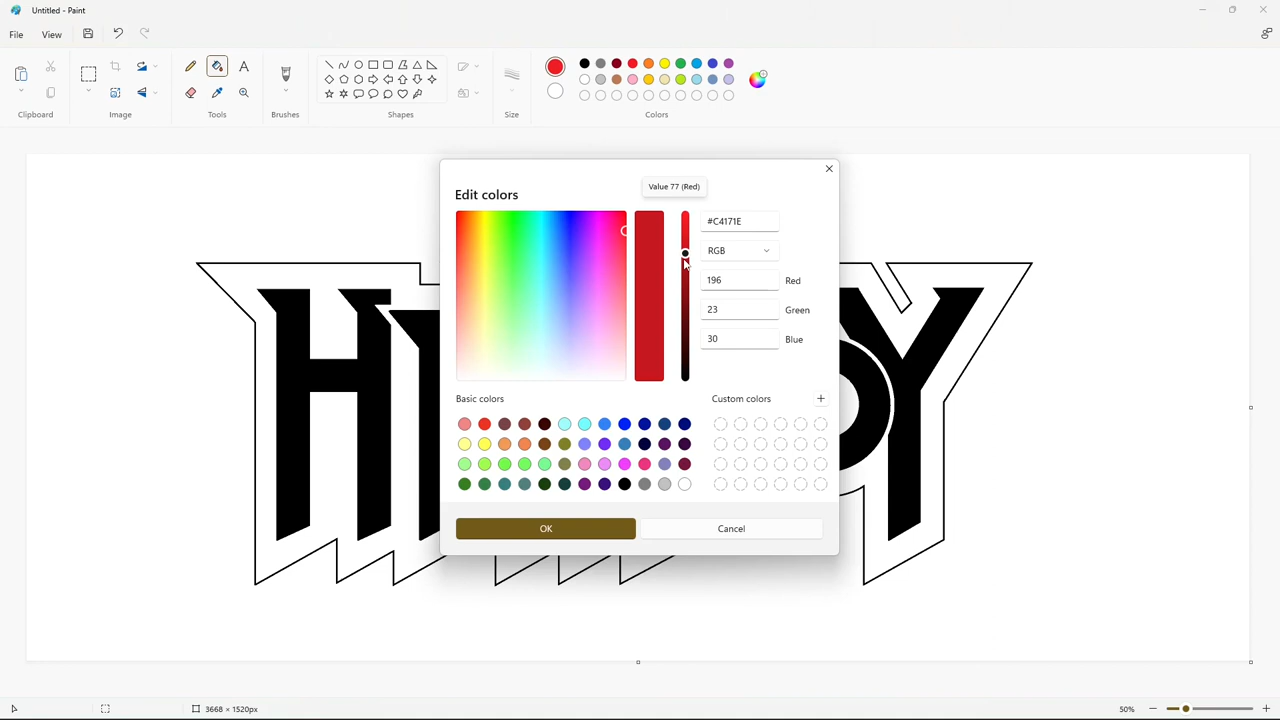 Untitled - Paint
File View
Clipboard Image Tools Brushes Shapes Size Colors
Edit colors
Value 77 (Red)
#C4171E
RGB
196 Red
23 Green
30 Blue
Basic colors
Custom colors
OK
Cancel
H
Y
3668 × 1520px
50%